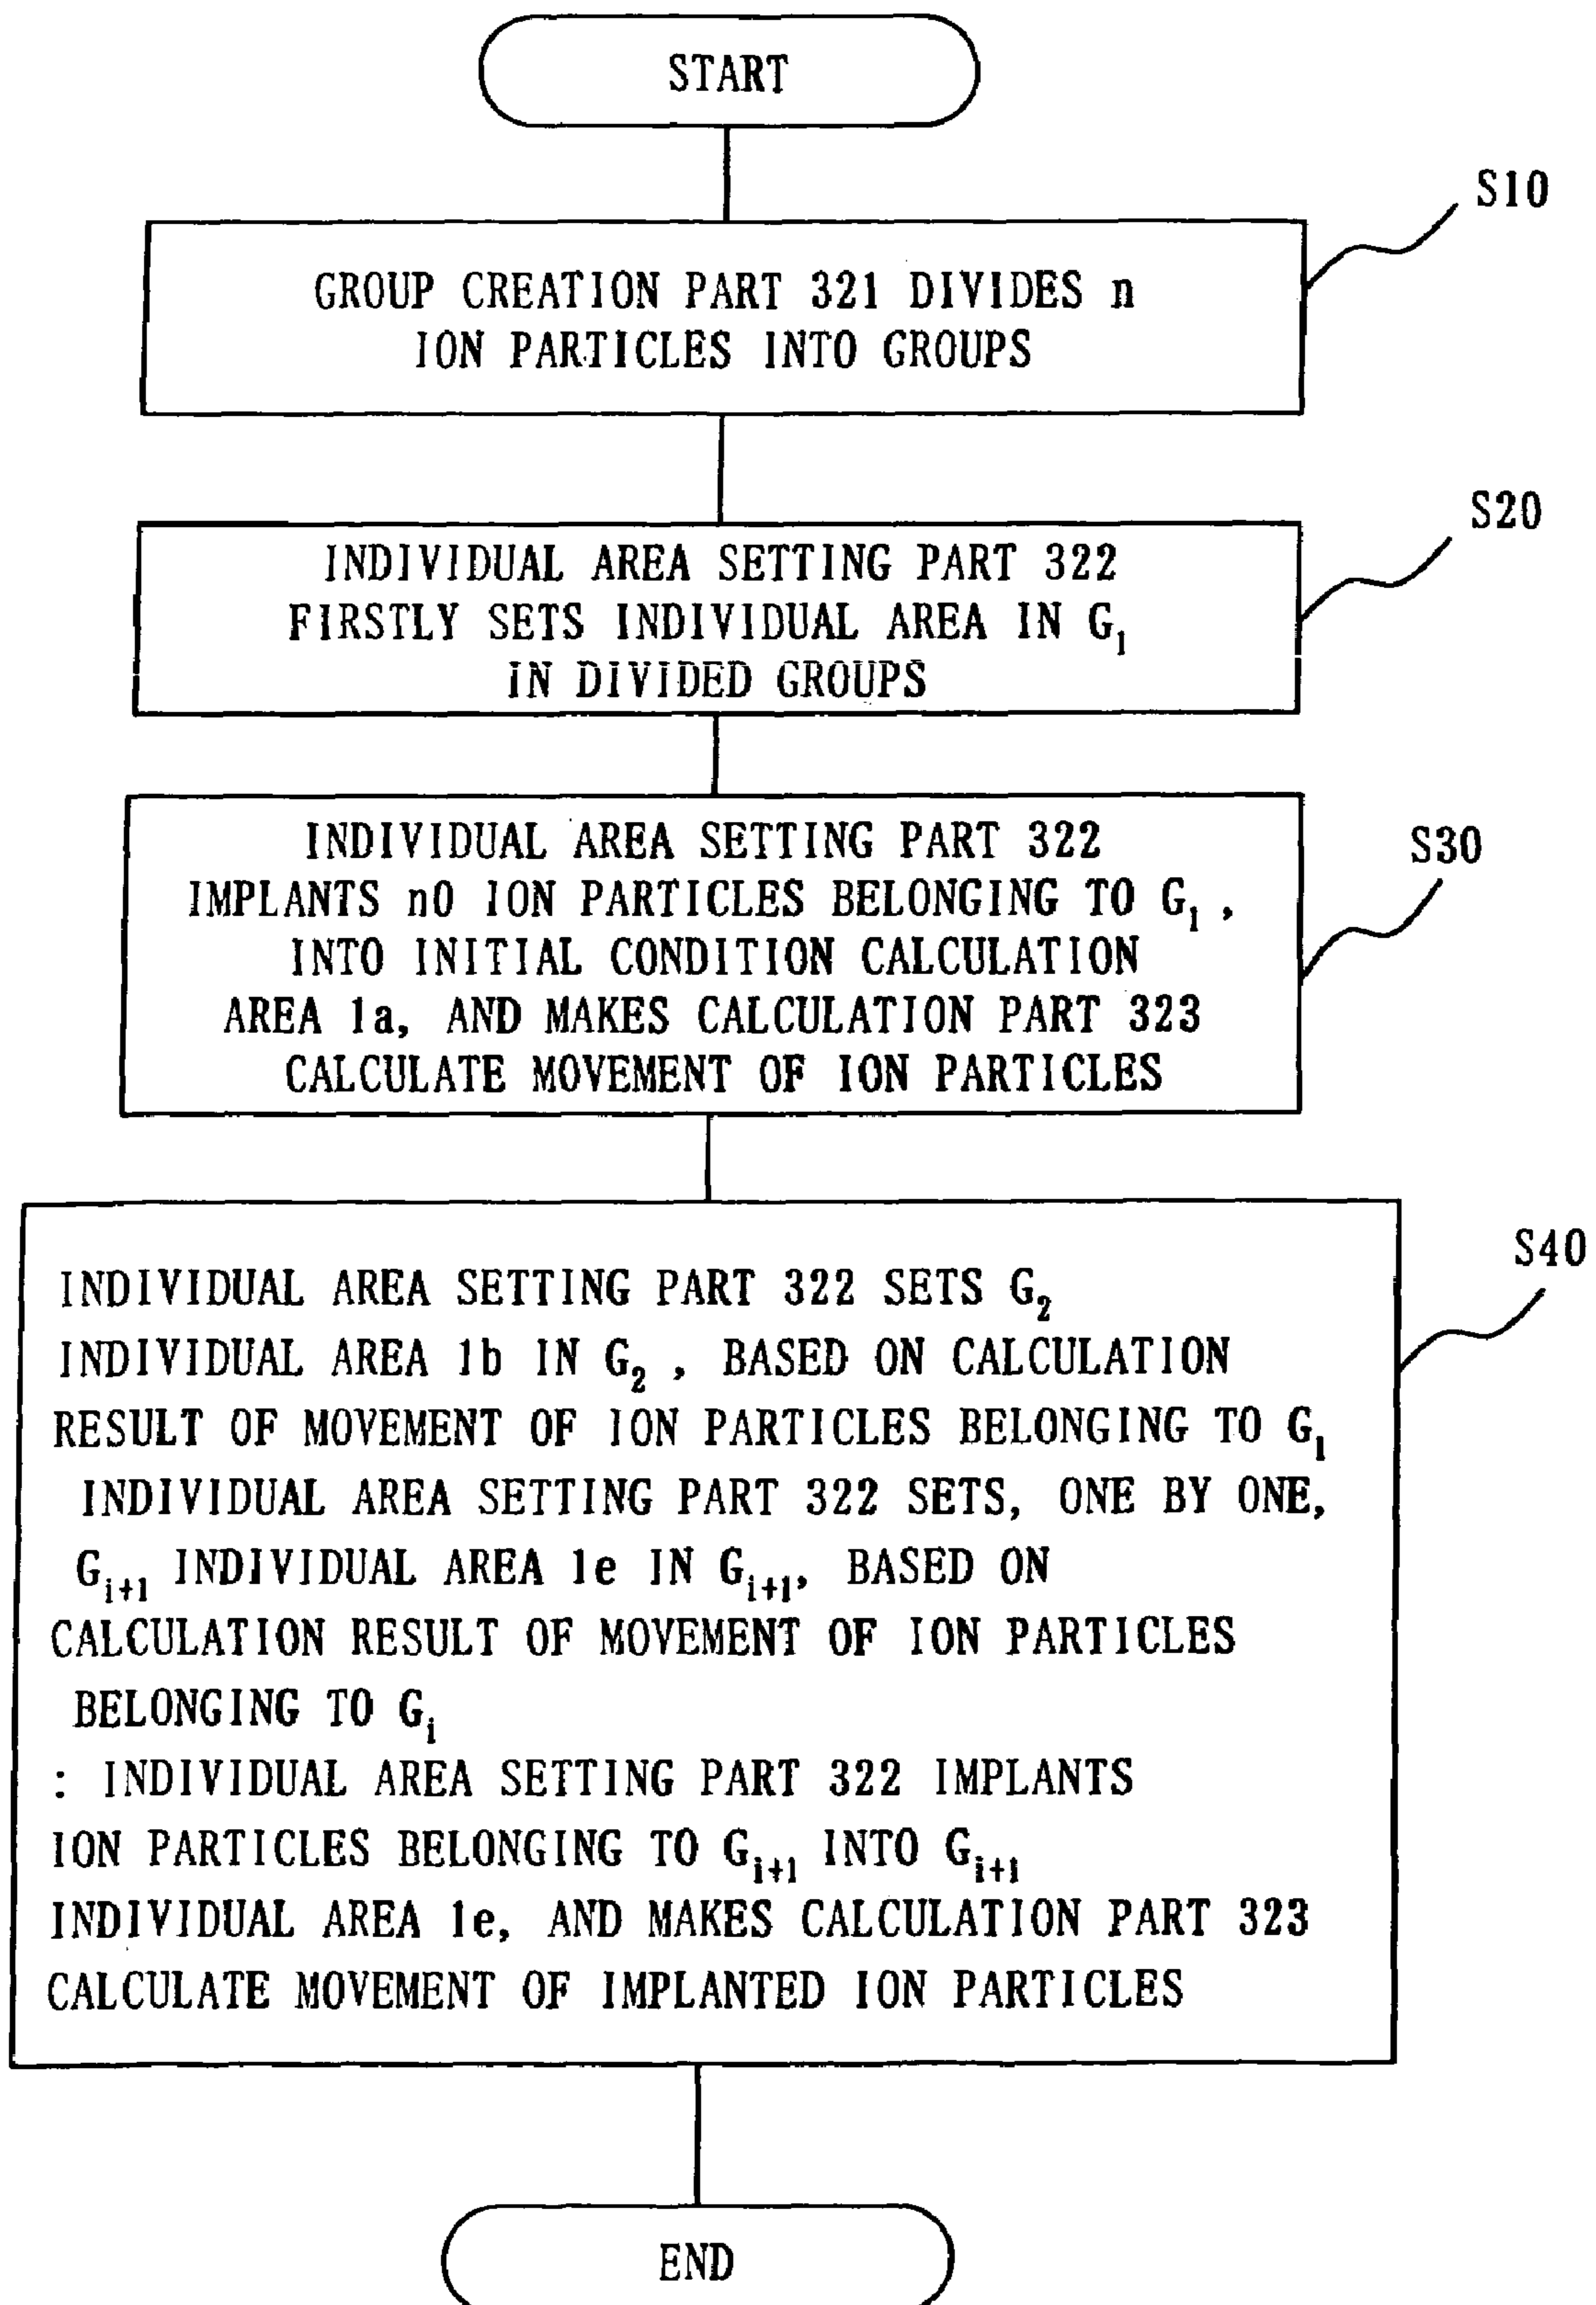 START
S10
GROUP CREATION PART 321 DIVIDES n
ION PARTICLES INTO GROUPS
S20
INDIVIDUAL AREA SETTING PART 322
FIRSTLY SETS INDIVIDUAL AREA IN G₁
IN DIVIDED GROUPS
S30
INDIVIDUAL AREA SETTING PART 322
IMPLANTS n0 ION PARTICLES BELONGING TO G₁ ,
INTO INITIAL CONDITION CALCULATION
AREA 1a, AND MAKES CALCULATION PART 323
CALCULATE MOVEMENT OF ION PARTICLES
S40
INDIVIDUAL AREA SETTING PART 322 SETS G₂
INDIVIDUAL AREA 1b IN G₂ , BASED ON CALCULATION
RESULT OF MOVEMENT OF ION PARTICLES BELONGING TO G₁
INDIVIDUAL AREA SETTING PART 322 SETS, ONE BY ONE,
Gᵢ₊₁ INDIVIDUAL AREA 1e IN Gᵢ₊₁, BASED ON
CALCULATION RESULT OF MOVEMENT OF ION PARTICLES
BELONGING TO Gᵢ
: INDIVIDUAL AREA SETTING PART 322 IMPLANTS
ION PARTICLES BELONGING TO Gᵢ₊₁ INTO Gᵢ₊₁
INDIVIDUAL AREA 1e, AND MAKES CALCULATION PART 323
CALCULATE MOVEMENT OF IMPLANTED ION PARTICLES
END